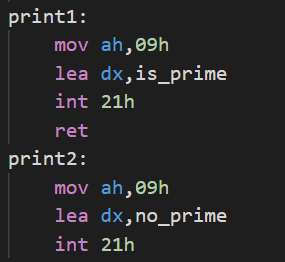 print1:
    mov ah,09h
    lea dx,is_prime
    int 21h
    ret
print2:
    mov ah,09h
    lea dx,no_prime
    int 21h